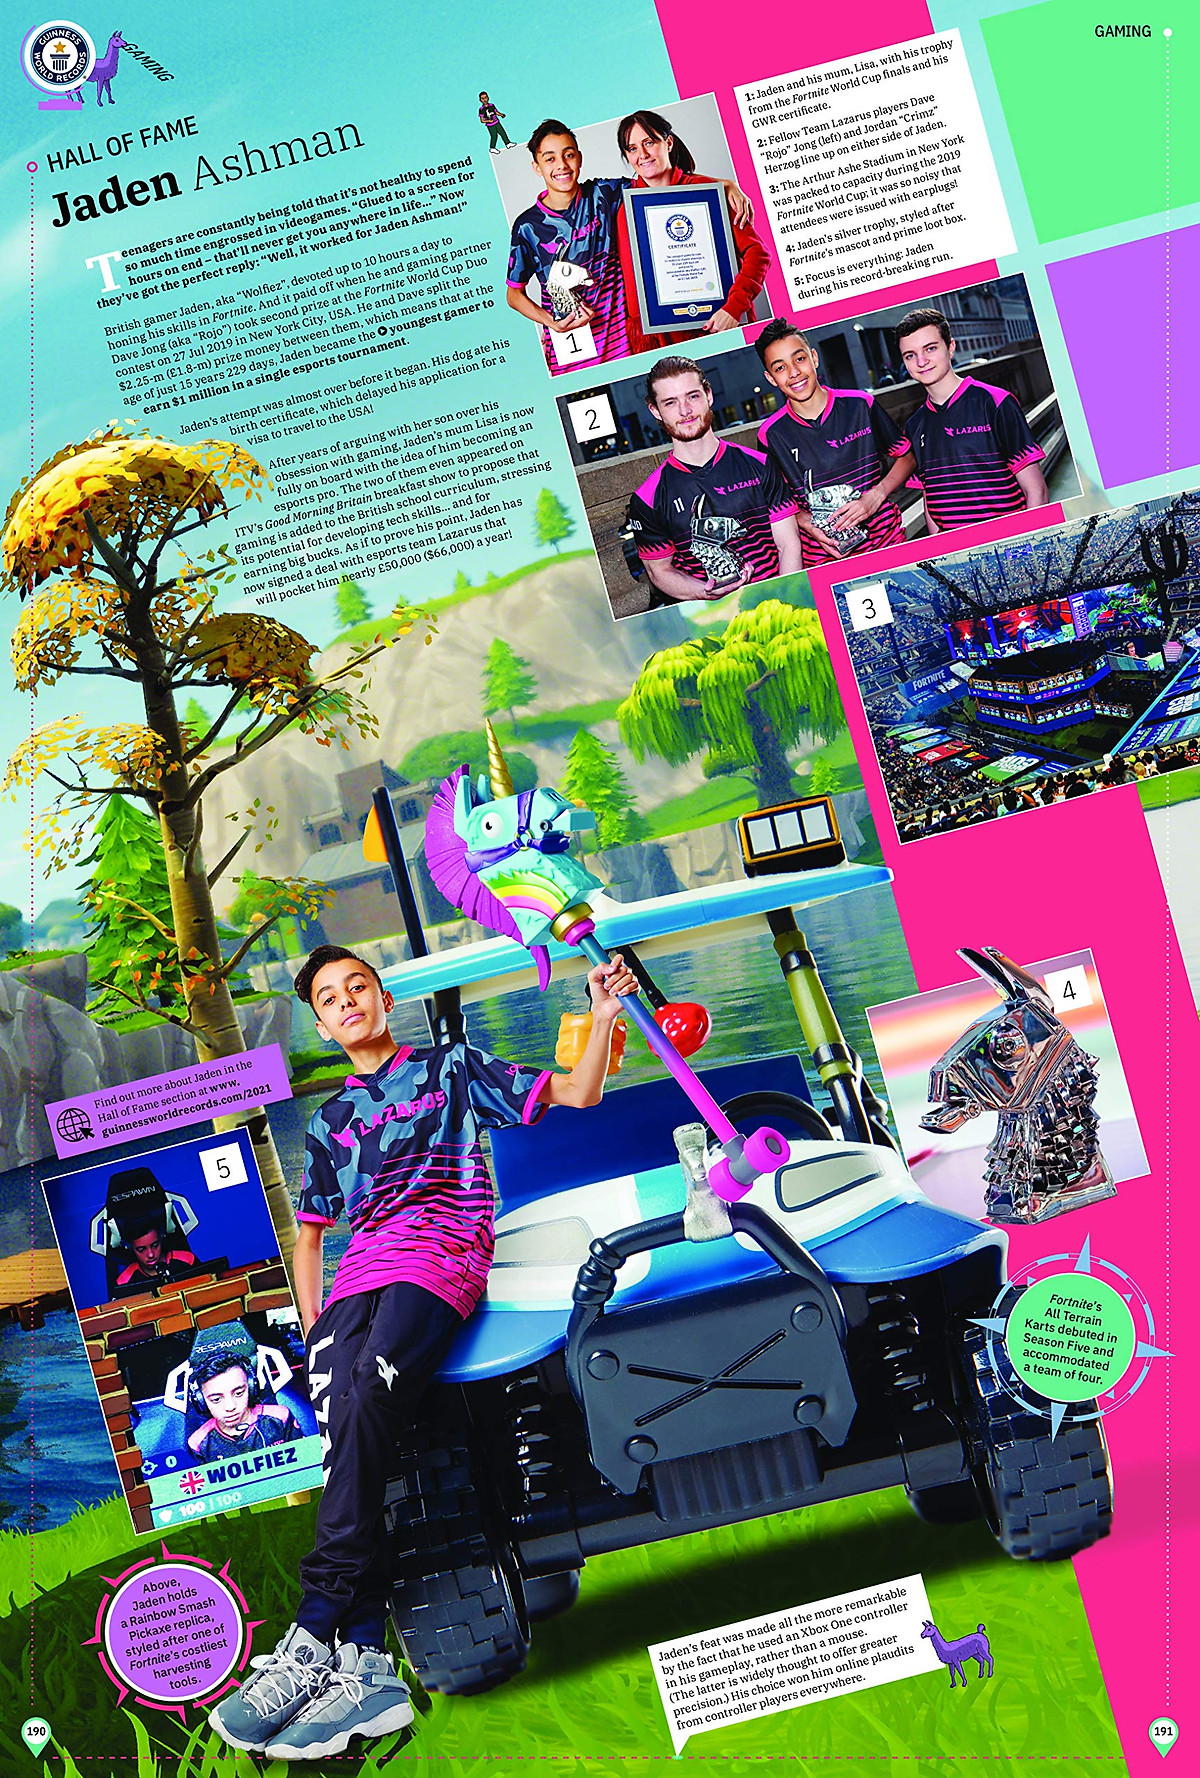 GUINNESS
WORLD RECORDS
GAMING
GAMING
HALL OF FAME
Jaden Ashman
Teenagers are constantly being told that it's not healthy to spend
so much time engrossed in videogames. "Glued to a screen for
hours on end – that'll never get you anywhere in life..." Now
they've got the perfect reply: "Well, it worked for Jaden Ashman!"
British gamer Jaden, aka "Wolfiez", devoted up to 10 hours a day to
honing his skills in Fortnite. And it paid off when he and gaming partner
Dave Jong (aka "Rojo") took second prize at the Fortnite World Cup Duo
contest on 27 Jul 2019 in New York City, USA. He and Dave split the
$2.25-m (£1.8-m) prize money between them, which means that at the
age of just 15 years 229 days, Jaden became the youngest gamer to
earn $1 million in a single esports tournament.
Jaden's attempt was almost over before it began. His dog ate his
birth certificate, which delayed his application for a
visa to travel to the USA!
After years of arguing with her son over his
obsession with gaming, Jaden's mum Lisa is now
fully on board with the idea of him becoming an
esports pro. The two of them even appeared on
ITV's Good Morning Britain breakfast show to propose that
gaming is added to the British school curriculum, stressing
its potential for developing tech skills... and for
earning big bucks. As if to prove his point, Jaden has
now signed a deal with esports team Lazarus that
will pocket him nearly £50,000 ($66,000) a year!
1: Jaden and his mum, Lisa, with his trophy
from the Fortnite World Cup finals and his
GWR certificate.
2: Fellow Team Lazarus players Dave
"Rojo" Jong (left) and Jordan "Crimz"
Herzog line up on either side of Jaden.
3: The Arthur Ashe Stadium in New York
was packed to capacity during the 2019
Fortnite World Cup; it was so noisy that
attendees were issued with earplugs!
4: Jaden's silver trophy, styled after
Fortnite's mascot and prime loot box.
5: Focus is everything: Jaden
during his record-breaking run.
CERTIFICATE
1
2
11
LAZARUS
7
LAZARUS
LAZARUS
3
FORTNITE
4
Find out more about Jaden in the
Hall of Fame section at www.
guinnessworldrecords.com/2021
5
RESPAWN
RESPAWN
0
WOLFIEZ
100 | 100
LAZARUS
Fortnite's
All Terrain
Karts debuted in
Season Five and
accommodated
a team of four.
Above,
Jaden holds
a Rainbow Smash
Pickaxe replica,
styled after one of
Fortnite's costliest
harvesting
tools.
Jaden's feat was made all the more remarkable
by the fact that he used an Xbox One controller
in his gameplay, rather than a mouse.
(The latter is widely thought to offer greater
precision.) His choice won him online plaudits
from controller players everywhere.
190
191